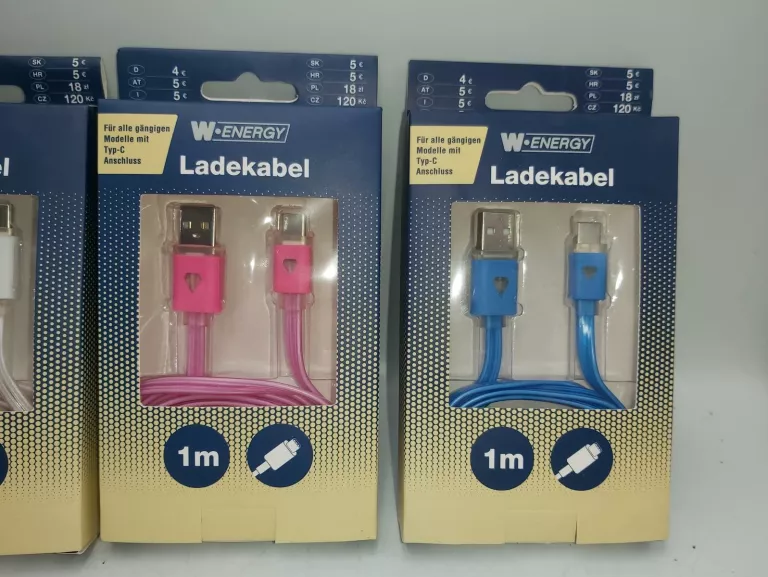 SK 5 €
HR 5 €
PL 18 zł
CZ 120 Kč
el
D 4 €
AT 5 €
I 5 €
SK 5 €
HR 5 €
PL 18 zł
CZ 120 Kč
Für alle gängigen
Modelle mit
Typ-C
Anschluss
W•ENERGY
Ladekabel
1m
D 4 €
AT 5 €
I 5 €
SK 5 €
HR 5 €
PL 18 zł
CZ 120 Kč
Für alle gängigen
Modelle mit
Typ-C
Anschluss
W•ENERGY
Ladekabel
1m